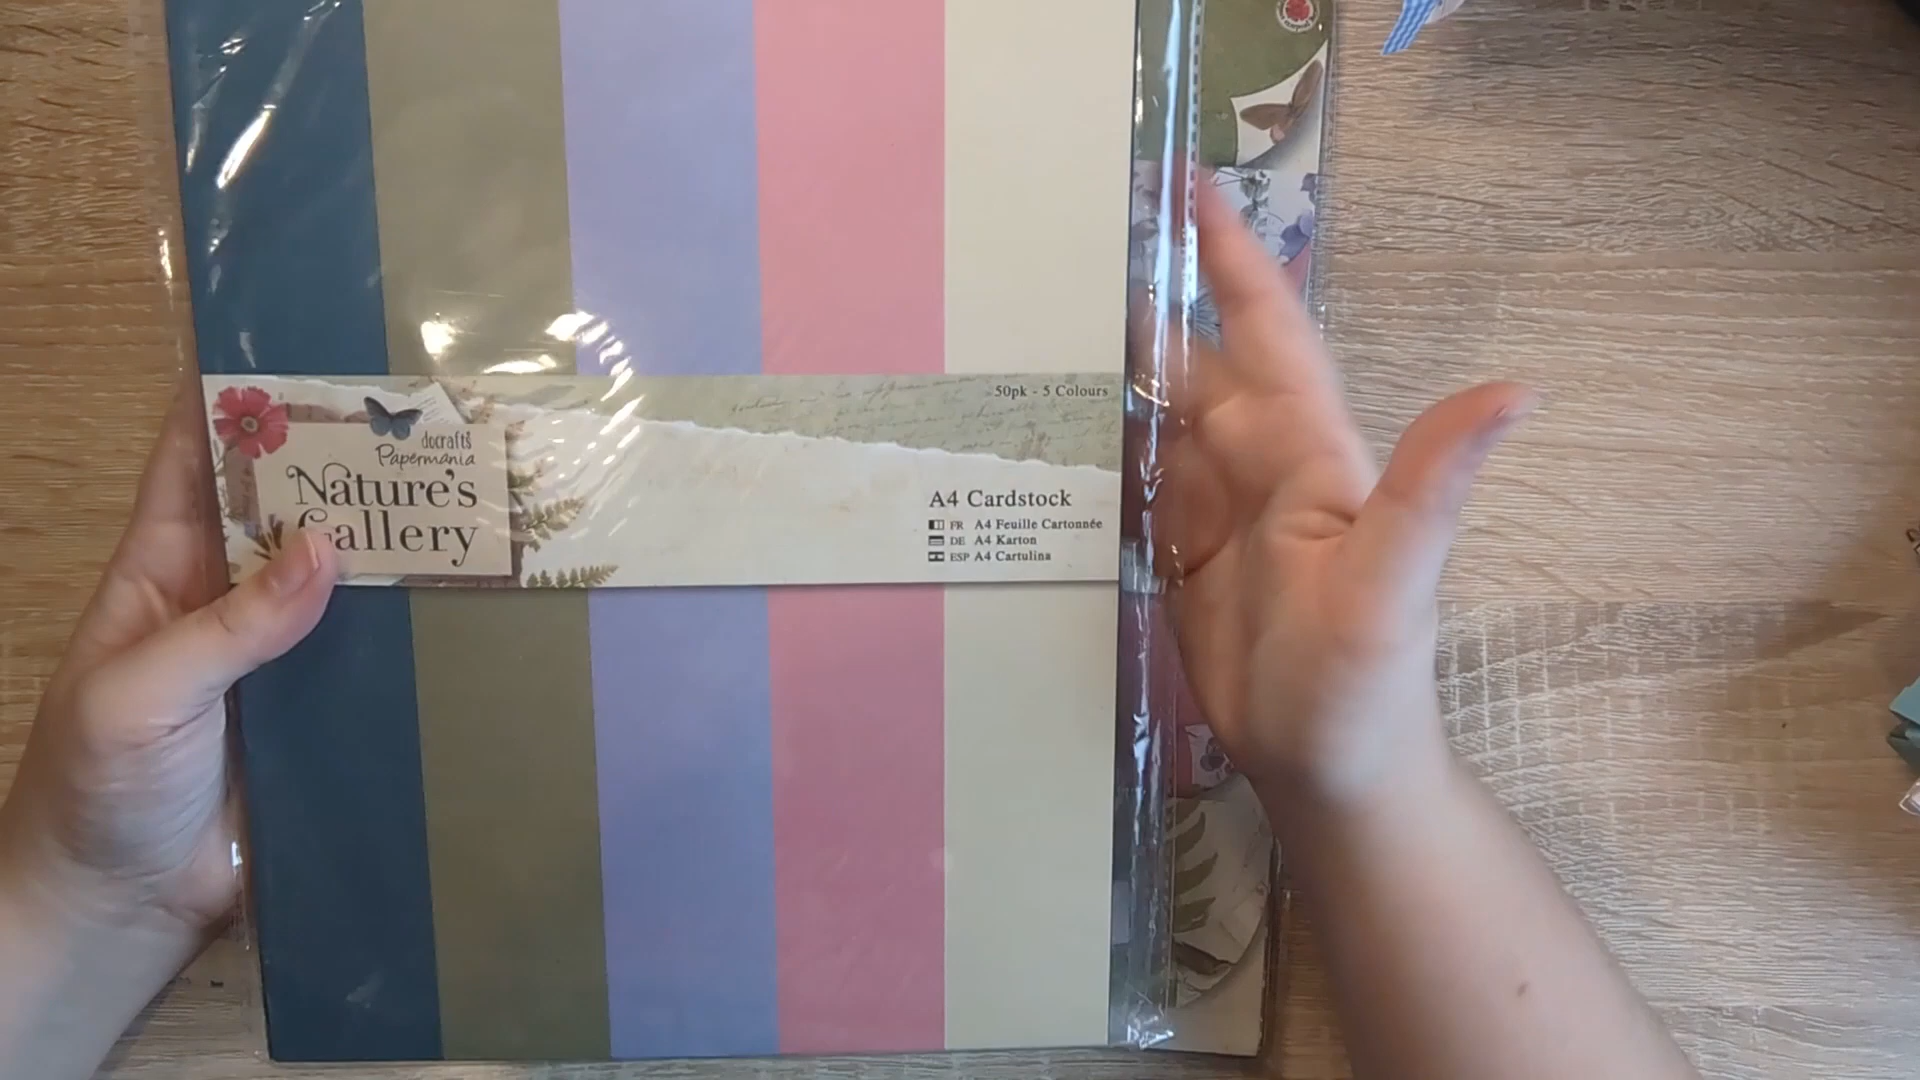 50pk - 5 Colours
docrafts
Papermania
Nature's
Gallery
A4 Cardstock
FR A4 Feuille Cartonnée
DE A4 Karton
ESP A4 Cartulina